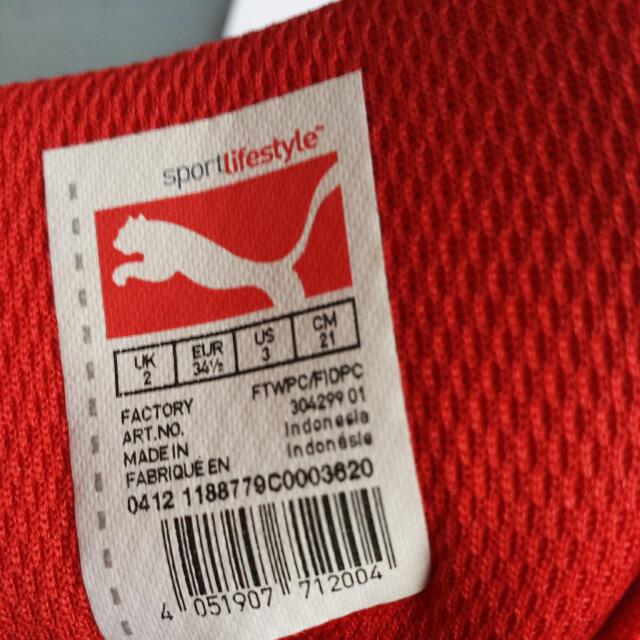 sportlifestyle™
UK EUR US CM
2 34½ 3 21
FACTORY FTWPC/FIDPC
ART.NO. 304299 01
MADE IN Indonesia
FABRIQUÉ EN Indonésie
0412 1188779C0003620
4 051907 712004